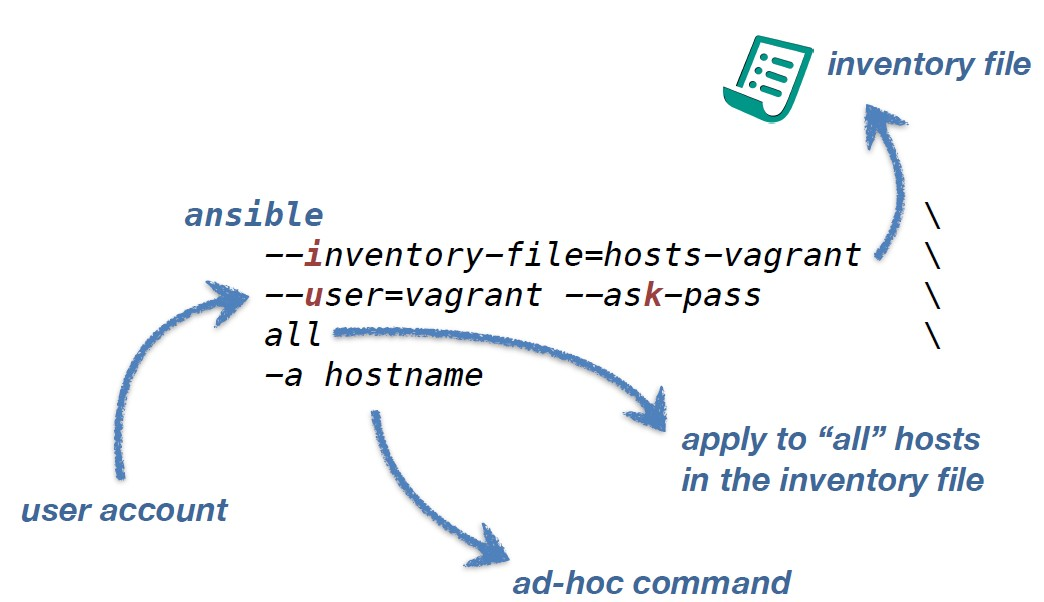 inventory file
ansible \
--inventory-file=hosts-vagrant \
--user=vagrant --ask-pass \
all \
-a hostname
apply to “all” hosts
in the inventory file
user account
ad-hoc command